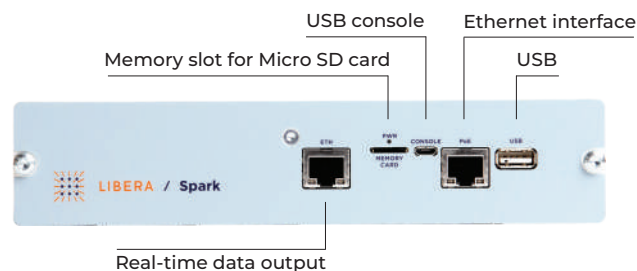 USB console
Ethernet interface
Memory slot for Micro SD card
USB
ETH
PWR
CONSOLE
PoE
USB
MEMORY
CARD
LIBERA / Spark
Real-time data output